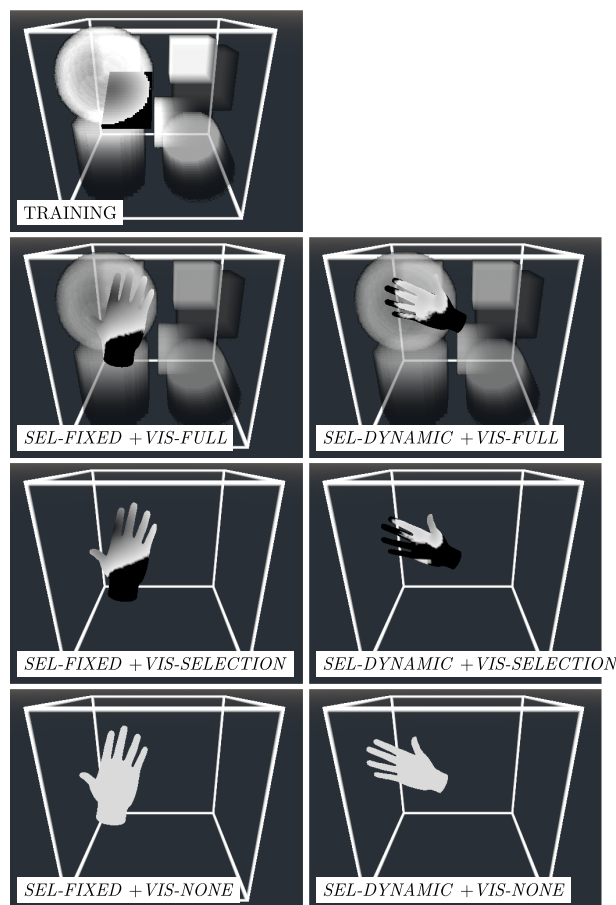 TRAINING
SEL-FIXED +VIS-FULL
SEL-DYNAMIC +VIS-FULL
SEL-FIXED +VIS-SELECTION
SEL-DYNAMIC +VIS-SELECTION
SEL-FIXED +VIS-NONE
SEL-DYNAMIC +VIS-NONE